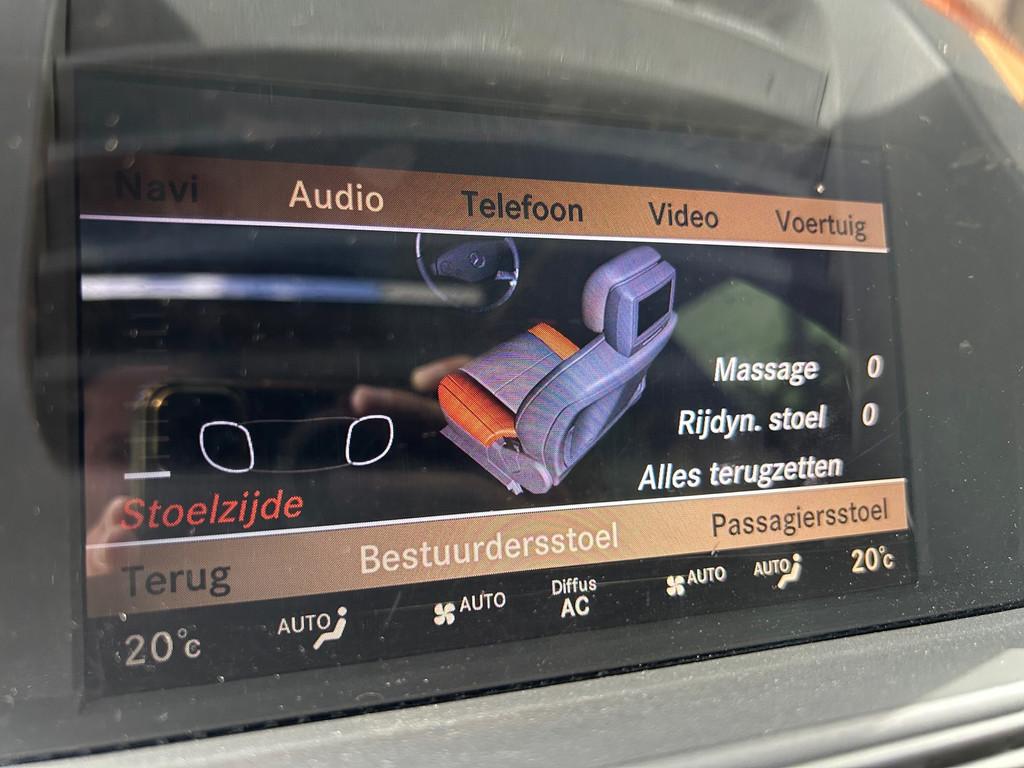 Navi Audio Telefoon Video Voertuig
Massage 0
Rijdyn. stoel 0
Alles terugzetten
Stoelzijde
Terug Bestuurdersstoel Passagiersstoel
20°C AUTO AUTO Diffus AC AUTO AUTO 20°C